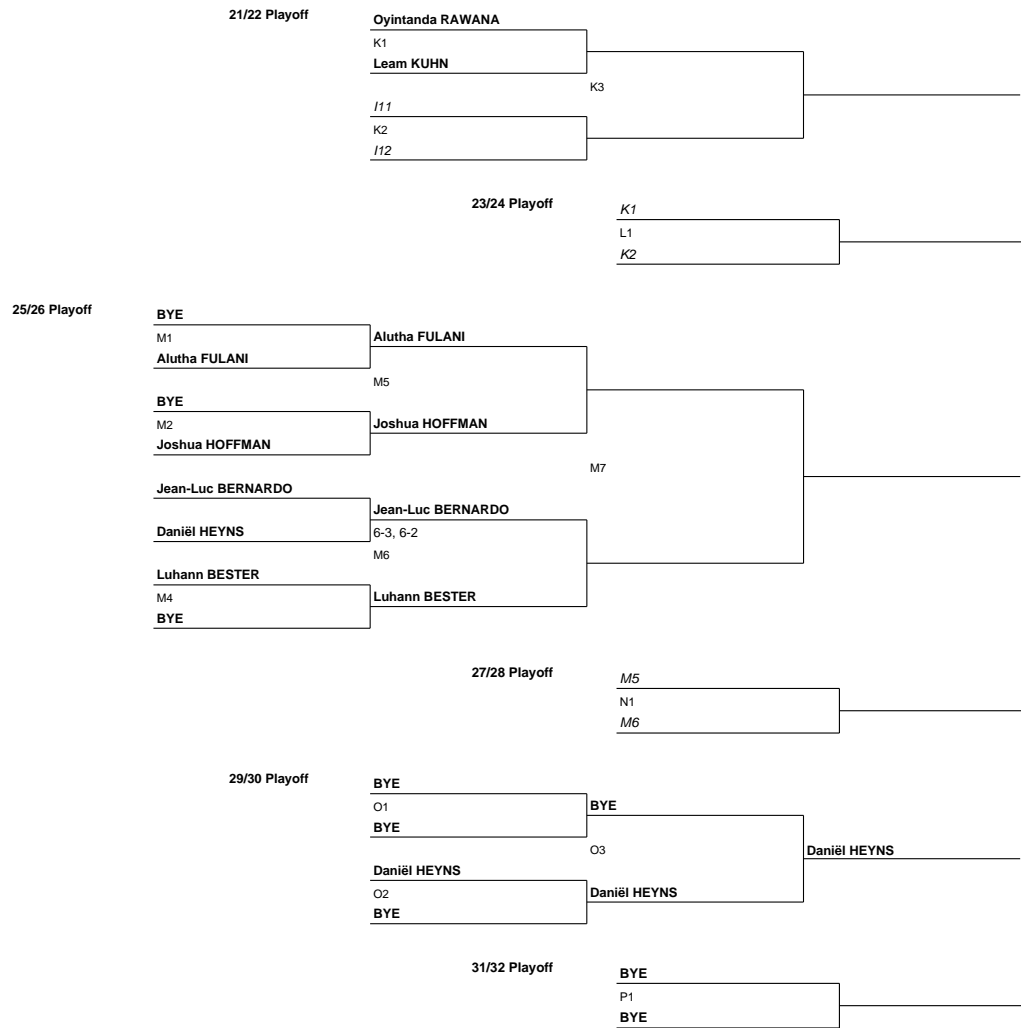 21/22 Playoff
Oyintanda RAWANA
K1
Leam KUHN
K3
I11
K2
I12
23/24 Playoff
K1
L1
K2
25/26 Playoff
BYE
M1
Alutha FULANI
Alutha FULANI
M5
BYE
M2
Joshua HOFFMAN
Joshua HOFFMAN
M7
Jean-Luc BERNARDO
Jean-Luc BERNARDO
Daniël HEYNS
6-3, 6-2
M6
Luhann BESTER
M4
Luhann BESTER
BYE
27/28 Playoff
M5
N1
M6
29/30 Playoff
BYE
O1
BYE
BYE
O3
Daniël HEYNS
Daniël HEYNS
O2
Daniël HEYNS
BYE
31/32 Playoff
BYE
P1
BYE